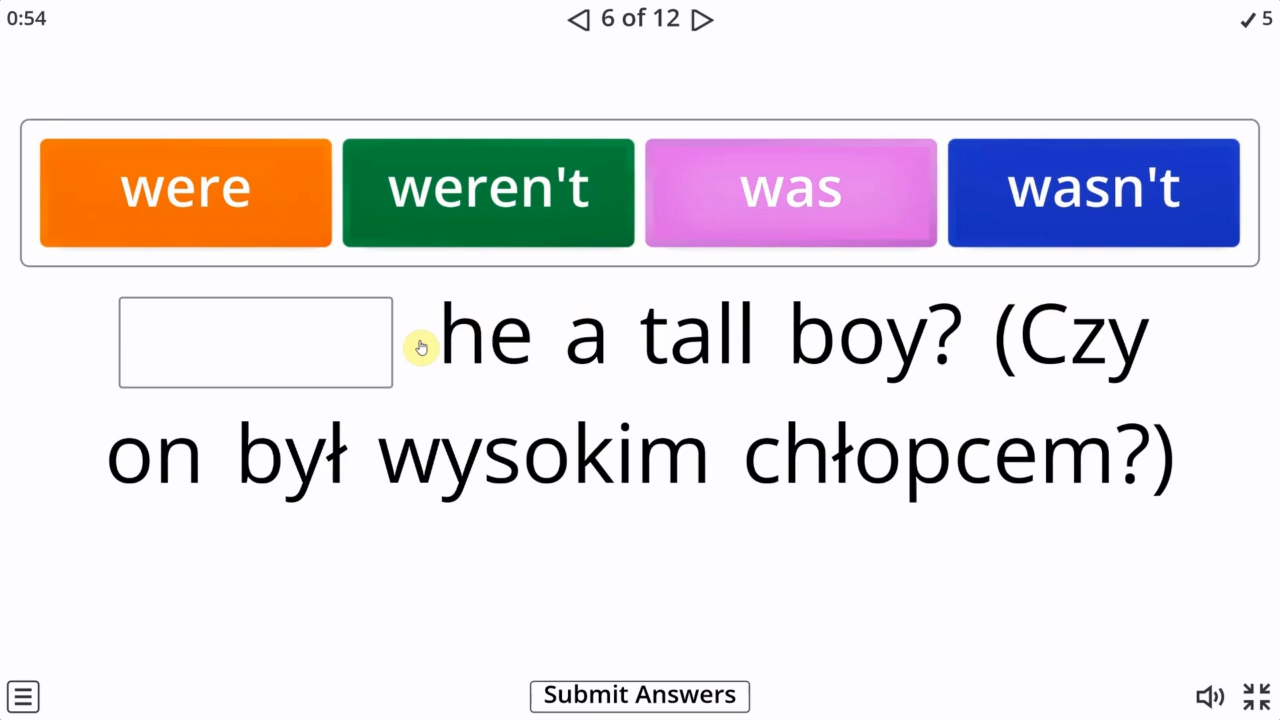 0:54
6 of 12
✓ 5
were weren't was wasn't
he a tall boy? (Czy
on był wysokim chłopcem?)
Submit Answers